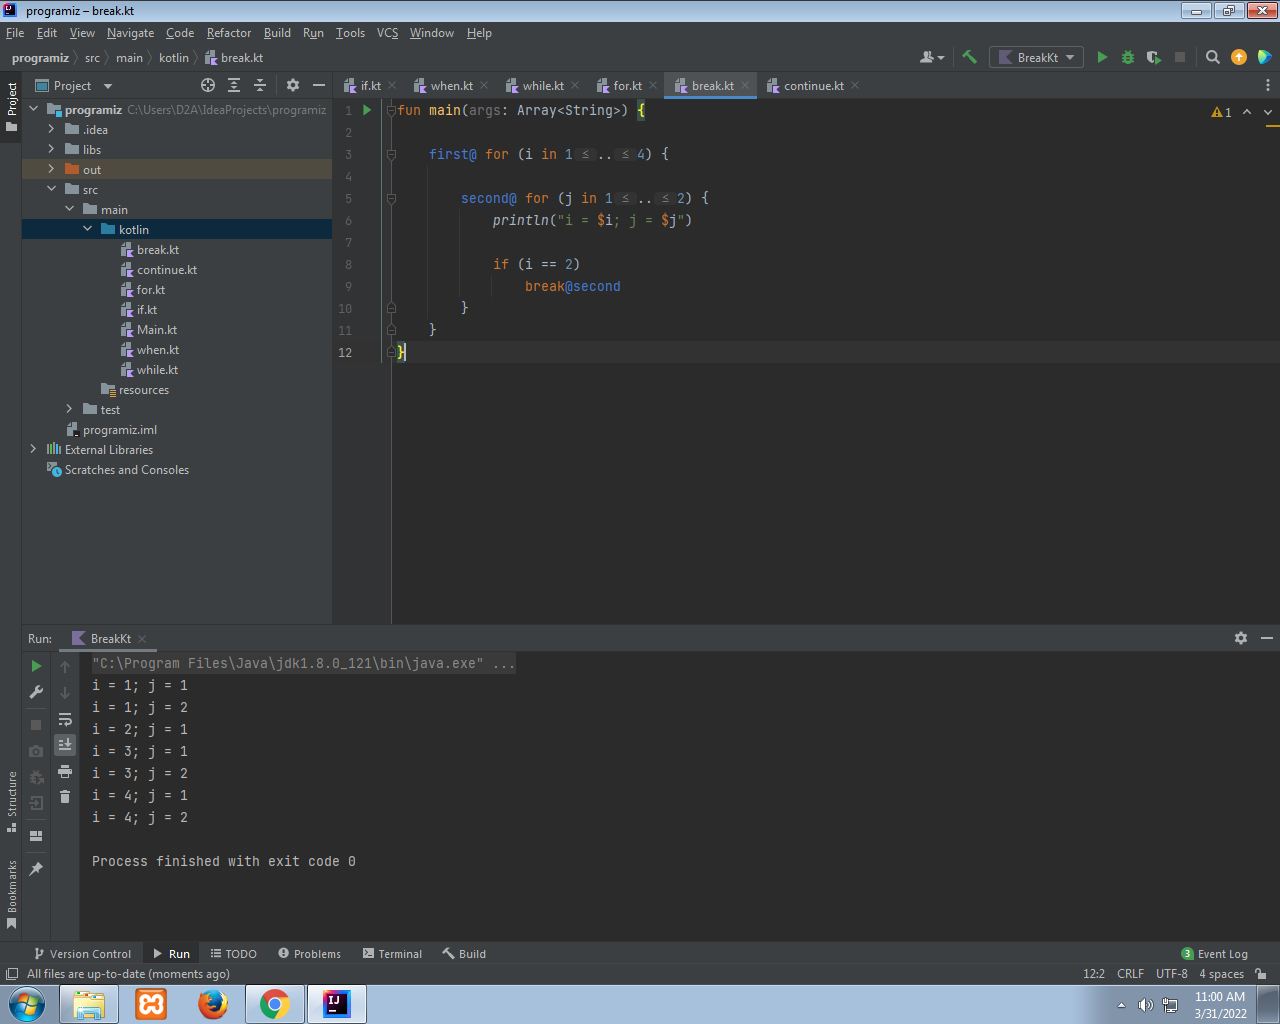 programiz – break.kt
File Edit View Navigate Code Refactor Build Run Tools VCS Window Help
programiz src main kotlin break.kt
BreakKt
Project
Project
if.kt when.kt while.kt for.kt break.kt continue.kt
programiz C:\Users\D2A\IdeaProjects\programiz
.idea
libs
out
src
main
kotlin
break.kt
continue.kt
for.kt
if.kt
Main.kt
when.kt
while.kt
resources
test
programiz.iml
External Libraries
Scratches and Consoles
1 fun main(args: Array<String>) {
1
2
3 first@ for (i in 1 ≤ .. ≤ 4) {
4
5 second@ for (j in 1 ≤ .. ≤ 2) {
6 println("i = $i; j = $j")
7
8 if (i == 2)
9 break@second
10 }
11 }
12 }
Run: BreakKt
"C:\Program Files\Java\jdk1.8.0_121\bin\java.exe" ...
i = 1; j = 1
i = 1; j = 2
i = 2; j = 1
i = 3; j = 1
i = 3; j = 2
i = 4; j = 1
i = 4; j = 2
Process finished with exit code 0
Structure
Bookmarks
Version Control Run TODO Problems Terminal Build
3 Event Log
All files are up-to-date (moments ago)
12:2 CRLF UTF-8 4 spaces
IJ
11:00 AM
3/31/2022